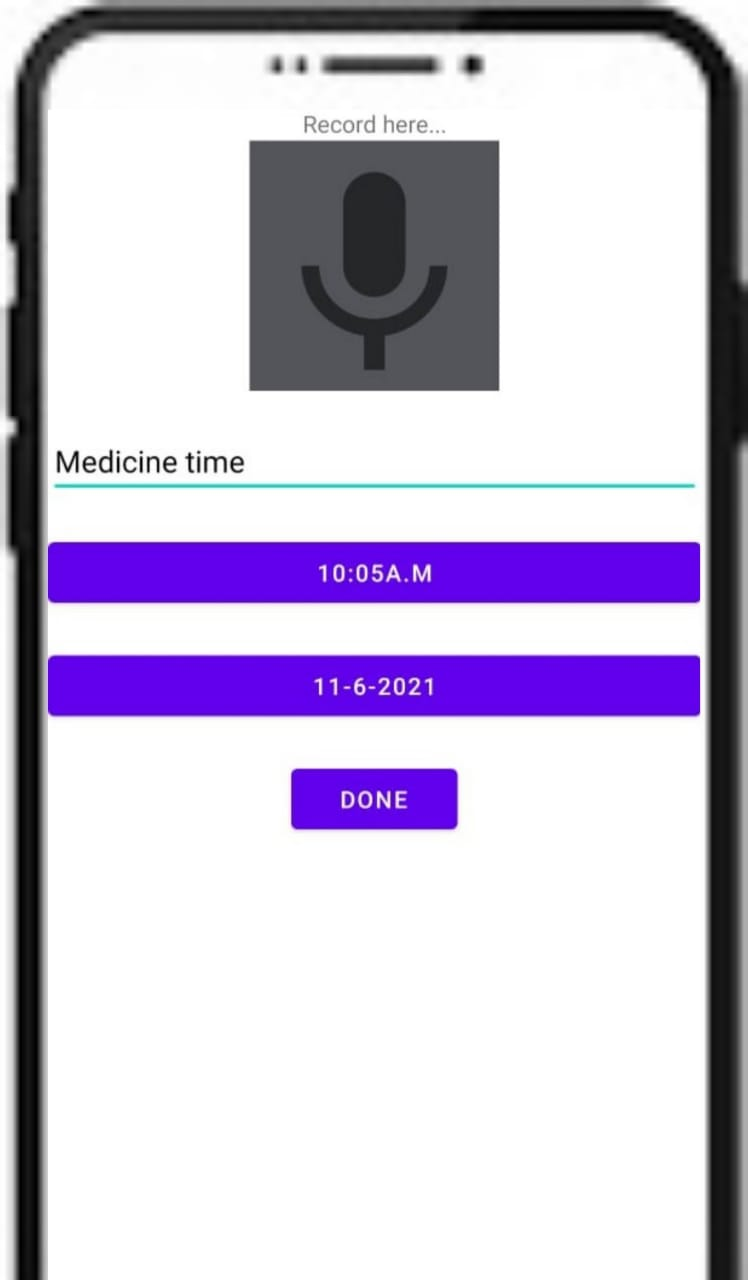 Record here...
Medicine time
10:05A.M
11-6-2021
DONE